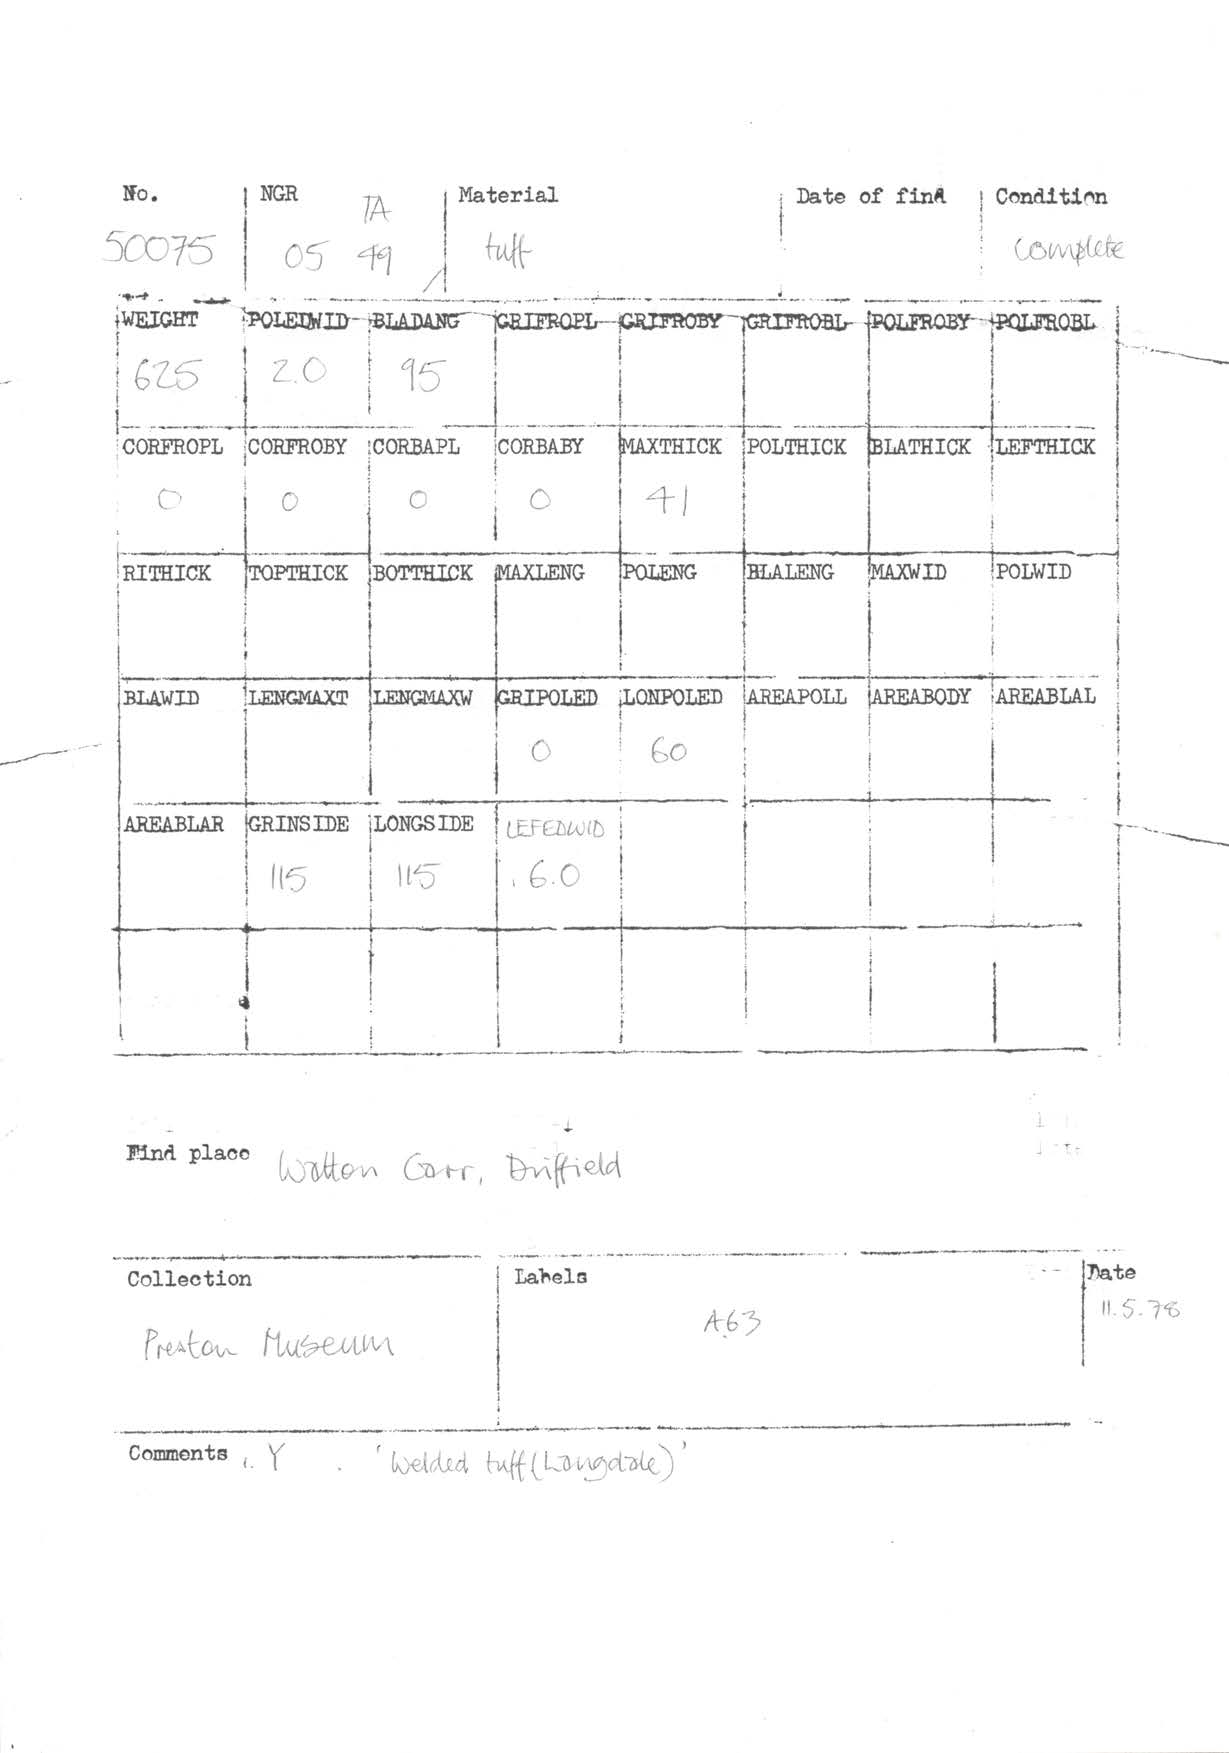 No. NGR TA Material Date of find Condition
50075 05 49 tuff complete
WEIGHT POLEDWID BLADANG GRIFROPL GRIFROBY GRIFROBL POLFROBY POLFROBL
625 2.0 95
CORFROPL CORFROBY CORBAPL CORBABY MAXTHICK POLTHICK BLATHICK LEFTHICK
0 0 0 0 41
RITHICK TOPTHICK BOTTHICK MAXLENG POLENG BLALENG MAXWID POLWID
BLAWID LENGMAXT LENGMAXW GRIPOLED LONPOLED AREAPOLL AREABODY AREABLAL
0 60
AREABLAR GRINSIDE LONGSIDE LEFEDWID
115 115 6.0
Find place Watton Carr, Driffield
Collection Labels Date
Preston Museum A63 11.5.78
Comments Y . 'Welded tuff (Langdale)'